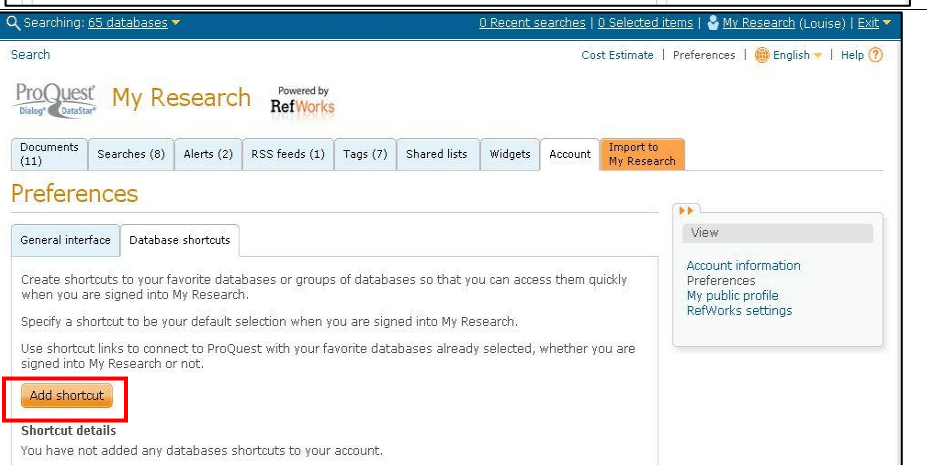 Searching: 65 databases
0 Recent searches | 0 Selected items | My Research (Louise) | Exit
Search
Cost Estimate | Preferences | English | Help ?
ProQuest
Dialog® DataStar®
My Research
Powered by
RefWorks
Documents (11)
Searches (8)
Alerts (2)
RSS feeds (1)
Tags (7)
Shared lists
Widgets
Account
Import to My Research
Preferences
General interface
Database shortcuts
Create shortcuts to your favorite databases or groups of databases so that you can access them quickly
when you are signed into My Research.
Specify a shortcut to be your default selection when you are signed into My Research.
Use shortcut links to connect to ProQuest with your favorite databases already selected, whether you are
signed into My Research or not.
Add shortcut
Shortcut details
You have not added any databases shortcuts to your account.
View
Account information
Preferences
My public profile
RefWorks settings